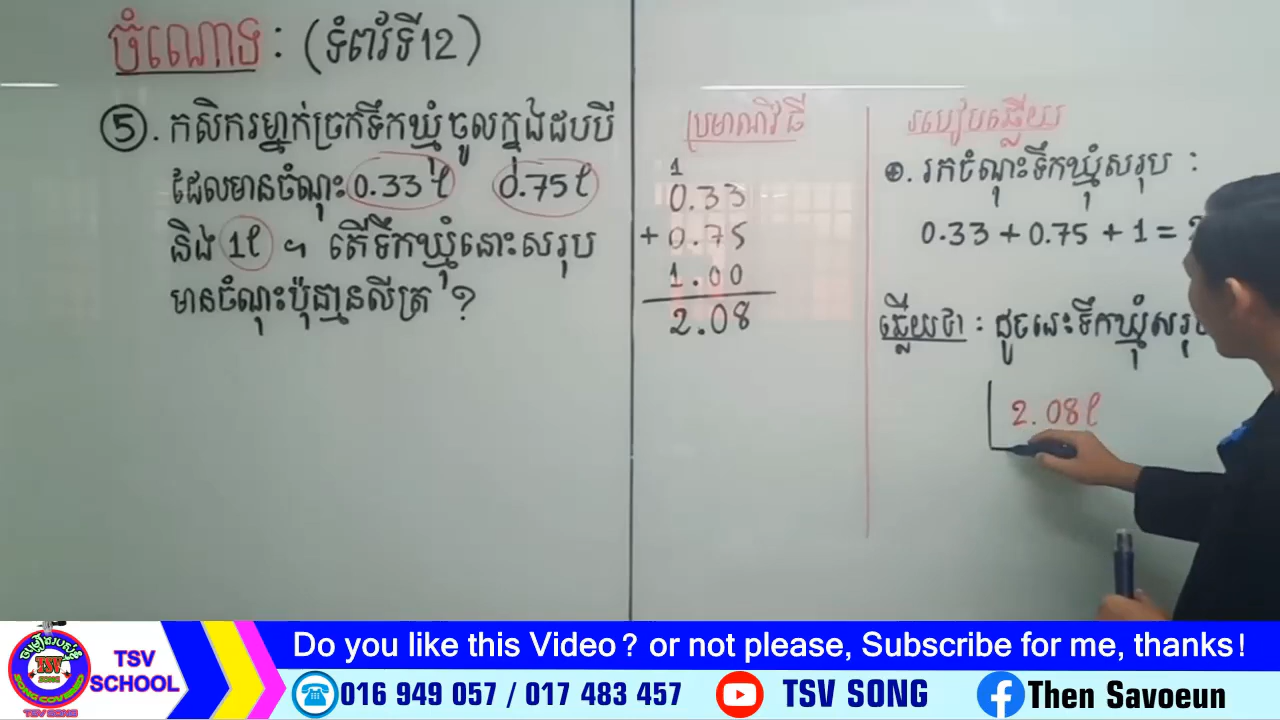 ចំណោទ : (ទំព័រទី12)
5. កសិករម្នាក់ច្រកទឹកឃ្មុំចូលក្នុងដបបី
ដែលមានចំណុះ 0.33 l 0.75 l
និង 1 l ។ តើទឹកឃ្មុំនោះសរុប
មានចំណុះប៉ុន្មានលីត្រ ?
ប្រមាណវិធី
1
0.33
+ 0.75
1.00
2.08
របៀបឆ្លើយ
. រកចំណុះទឹកឃ្មុំសរុប :
0.33 + 0.75 + 1 =
ឆ្លើយថា : ដូចនេះទឹកឃ្មុំសរុប
2.08 l
TSV SONG
TSV SCHOOL
Do you like this Video? or not please, Subscribe for me, thanks!
016 949 057 / 017 483 457
TSV SONG
Then Savoeun